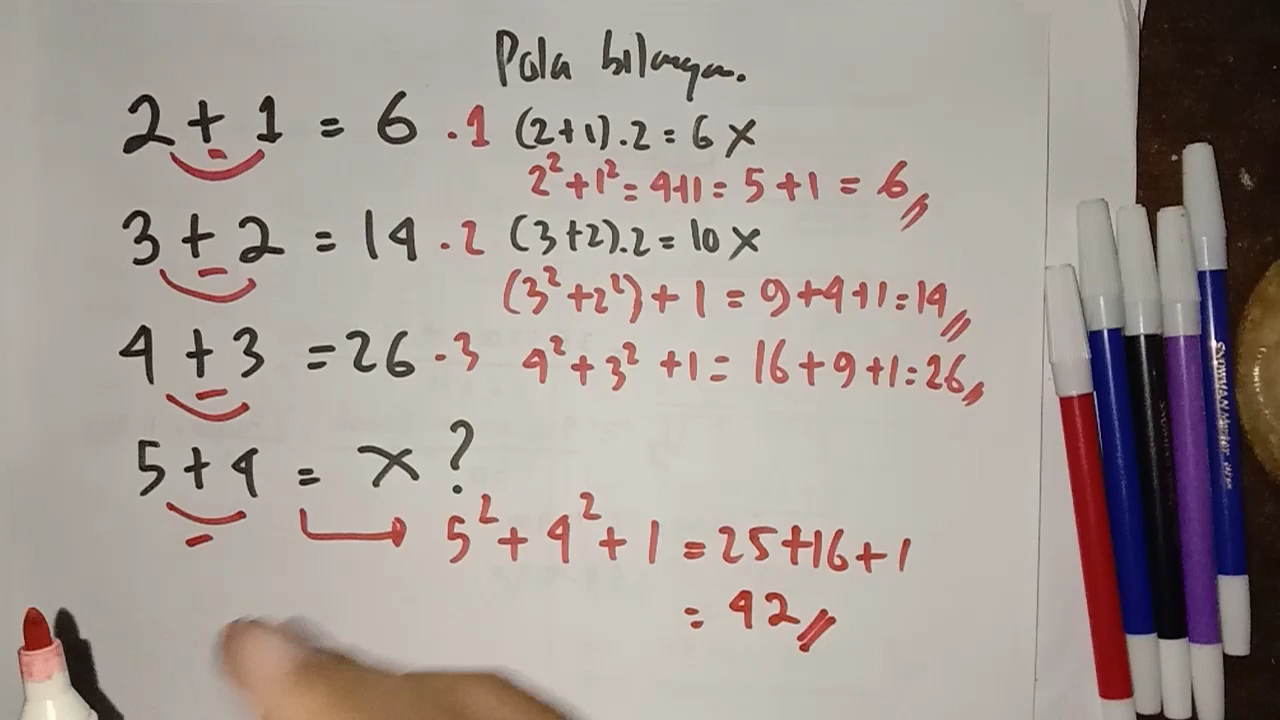 Pola bilangan.
2 + 1 = 6 .1 (2+1).2 = 6 X
2² + 1² = 4+1 = 5 + 1 = 6
3 + 2 = 14 .2 (3+2).2 = 10 X
(3² + 2²) + 1 = 9+4+1 = 14
4 + 3 = 26 .3 4² + 3² + 1 = 16 + 9 + 1 = 26
5 + 4 = x ?
5² + 4² + 1 = 25+16+1
= 42
SNOWMAN